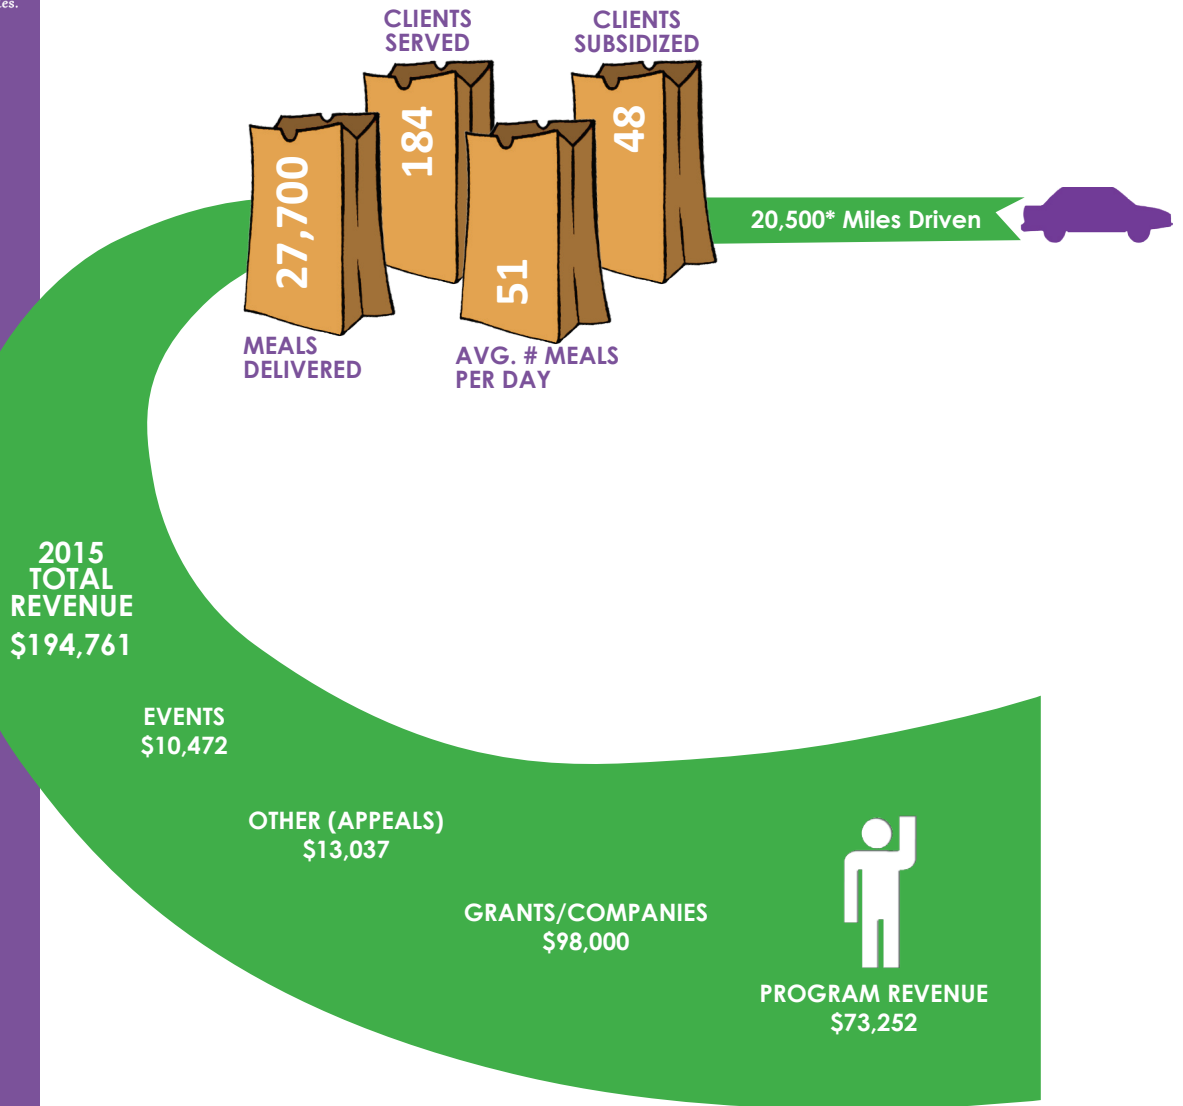 CLIENTS
SERVED
CLIENTS
SUBSIDIZED
184
48
27,700
51
20,500* Miles Driven
MEALS
DELIVERED
AVG. # MEALS
PER DAY
2015
TOTAL
REVENUE
$194,761
EVENTS
$10,472
OTHER (APPEALS)
$13,037
GRANTS/COMPANIES
$98,000
PROGRAM REVENUE
$73,252